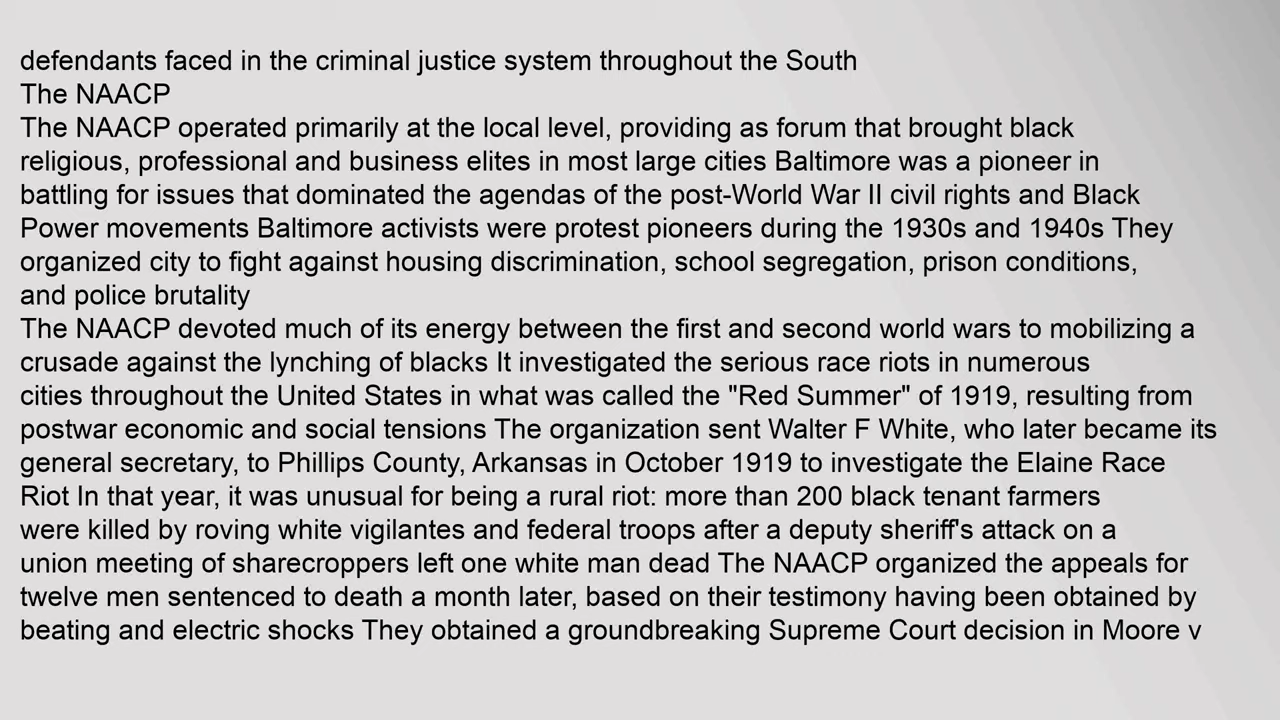 defendants faced in the criminal justice system throughout the South
The NAACP
The NAACP operated primarily at the local level, providing as forum that brought black
religious, professional and business elites in most large cities Baltimore was a pioneer in
battling for issues that dominated the agendas of the post-World War II civil rights and Black
Power movements Baltimore activists were protest pioneers during the 1930s and 1940s They
organized city to fight against housing discrimination, school segregation, prison conditions,
and police brutality
The NAACP devoted much of its energy between the first and second world wars to mobilizing a
crusade against the lynching of blacks It investigated the serious race riots in numerous
cities throughout the United States in what was called the "Red Summer" of 1919, resulting from
postwar economic and social tensions The organization sent Walter F White, who later became its
general secretary, to Phillips County, Arkansas in October 1919 to investigate the Elaine Race
Riot In that year, it was unusual for being a rural riot: more than 200 black tenant farmers
were killed by roving white vigilantes and federal troops after a deputy sheriff's attack on a
union meeting of sharecroppers left one white man dead The NAACP organized the appeals for
twelve men sentenced to death a month later, based on their testimony having been obtained by
beating and electric shocks They obtained a groundbreaking Supreme Court decision in Moore v